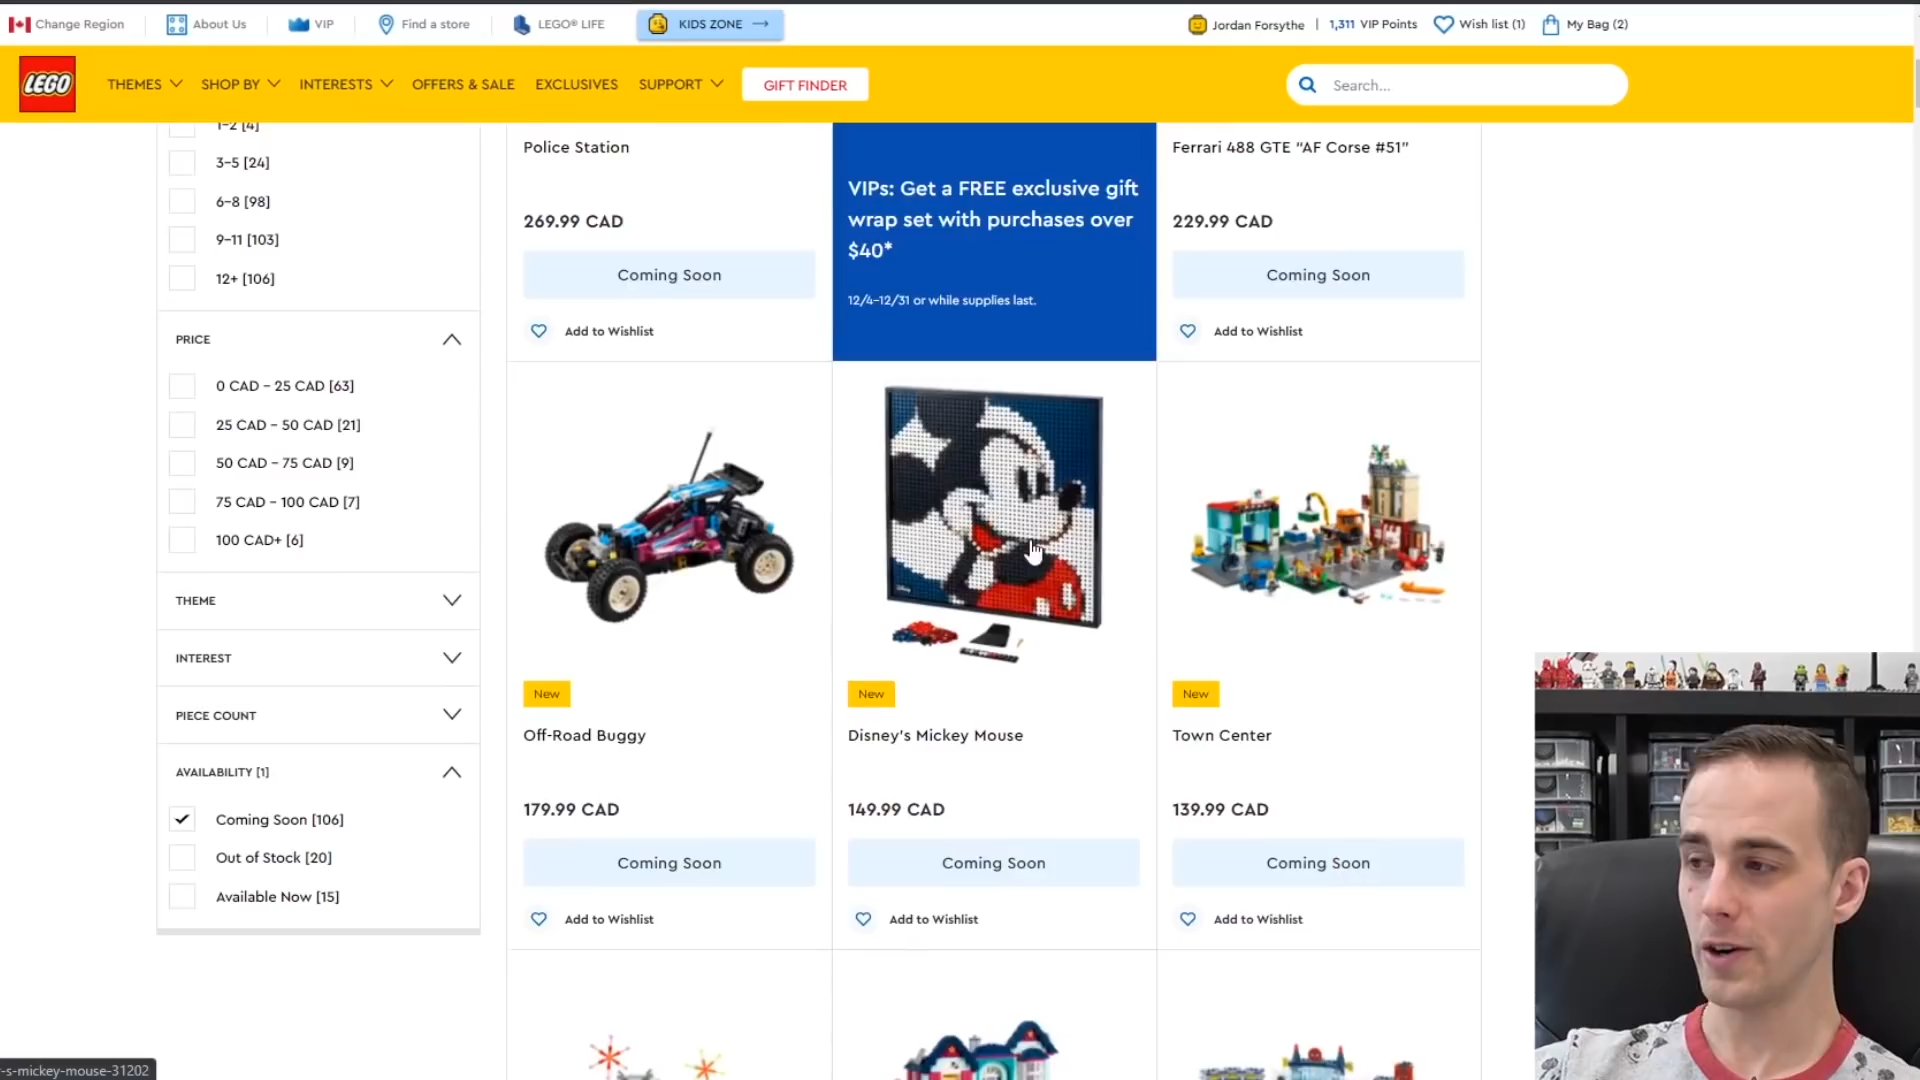 Change Region
About Us
VIP
Find a store
LEGO® LIFE
KIDS ZONE
Jordan Forsythe
1,311 VIP Points
Wish list (1)
My Bag (2)
LEGO
THEMES
SHOP BY
INTERESTS
OFFERS & SALE
EXCLUSIVES
SUPPORT
GIFT FINDER
Search...
1-2 [4]
3-5 [24]
6-8 [98]
9-11 [103]
12+ [106]
PRICE
0 CAD - 25 CAD [63]
25 CAD - 50 CAD [21]
50 CAD - 75 CAD [9]
75 CAD - 100 CAD [7]
100 CAD+ [6]
THEME
INTEREST
PIECE COUNT
AVAILABILITY [1]
Coming Soon [106]
Out of Stock [20]
Available Now [15]
Police Station
269.99 CAD
Coming Soon
Add to Wishlist
VIPs: Get a FREE exclusive gift
wrap set with purchases over
$40*
12/4-12/31 or while supplies last.
Ferrari 488 GTE “AF Corse #51”
229.99 CAD
Coming Soon
Add to Wishlist
New
Off-Road Buggy
179.99 CAD
Coming Soon
Add to Wishlist
Disney
New
Disney's Mickey Mouse
149.99 CAD
Coming Soon
Add to Wishlist
New
Town Center
139.99 CAD
Coming Soon
Add to Wishlist
-s-mickey-mouse-31202